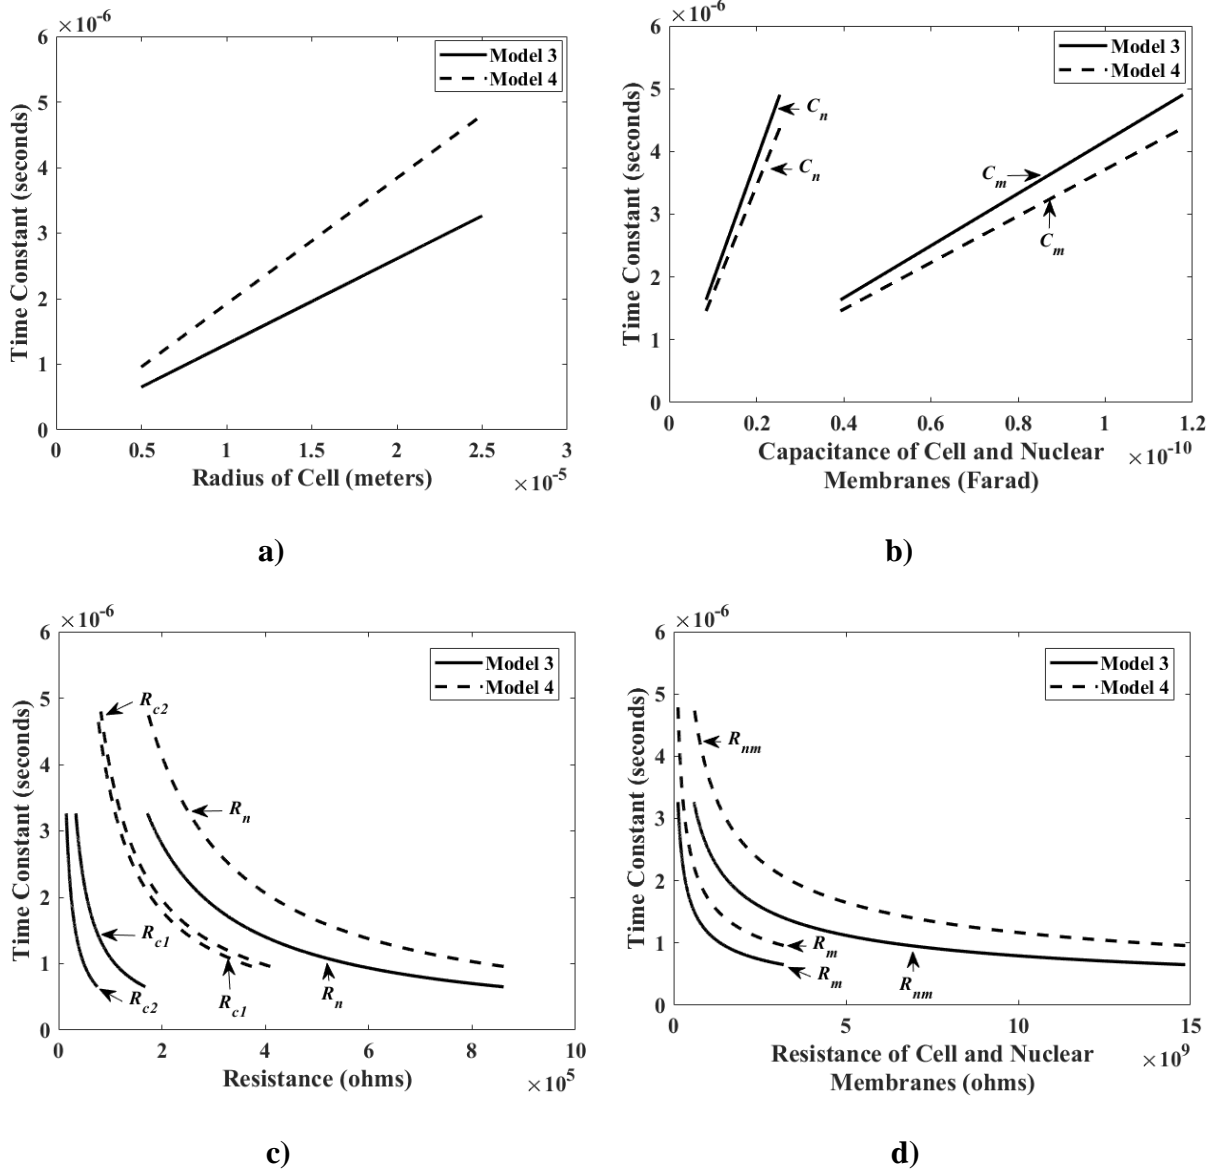 ×10⁻⁶
6
5
4
3
2
1
0
Time Constant (seconds)
Model 3
Model 4
0 0.5 1 1.5 2 2.5 3
Radius of Cell (meters)
×10⁻⁵
a)
×10⁻⁶
6
5
4
3
2
1
0
Time Constant (seconds)
Model 3
Model 4
Cn
Cn
Cm
Cm
0 0.2 0.4 0.6 0.8 1 1.2
Capacitance of Cell and Nuclear
Membranes (Farad)
×10⁻¹⁰
b)
×10⁻⁶
6
5
4
3
2
1
0
Time Constant (seconds)
Model 3
Model 4
Rc2
Rn
Rc1
Rc2
Rc1
Rn
0 2 4 6 8 10
Resistance (ohms)
×10⁵
c)
×10⁻⁶
6
5
4
3
2
1
0
Time Constant (seconds)
Model 3
Model 4
Rnm
Rm
Rm
Rnm
0 5 10 15
Resistance of Cell and Nuclear
Membranes (ohms)
×10⁹
d)